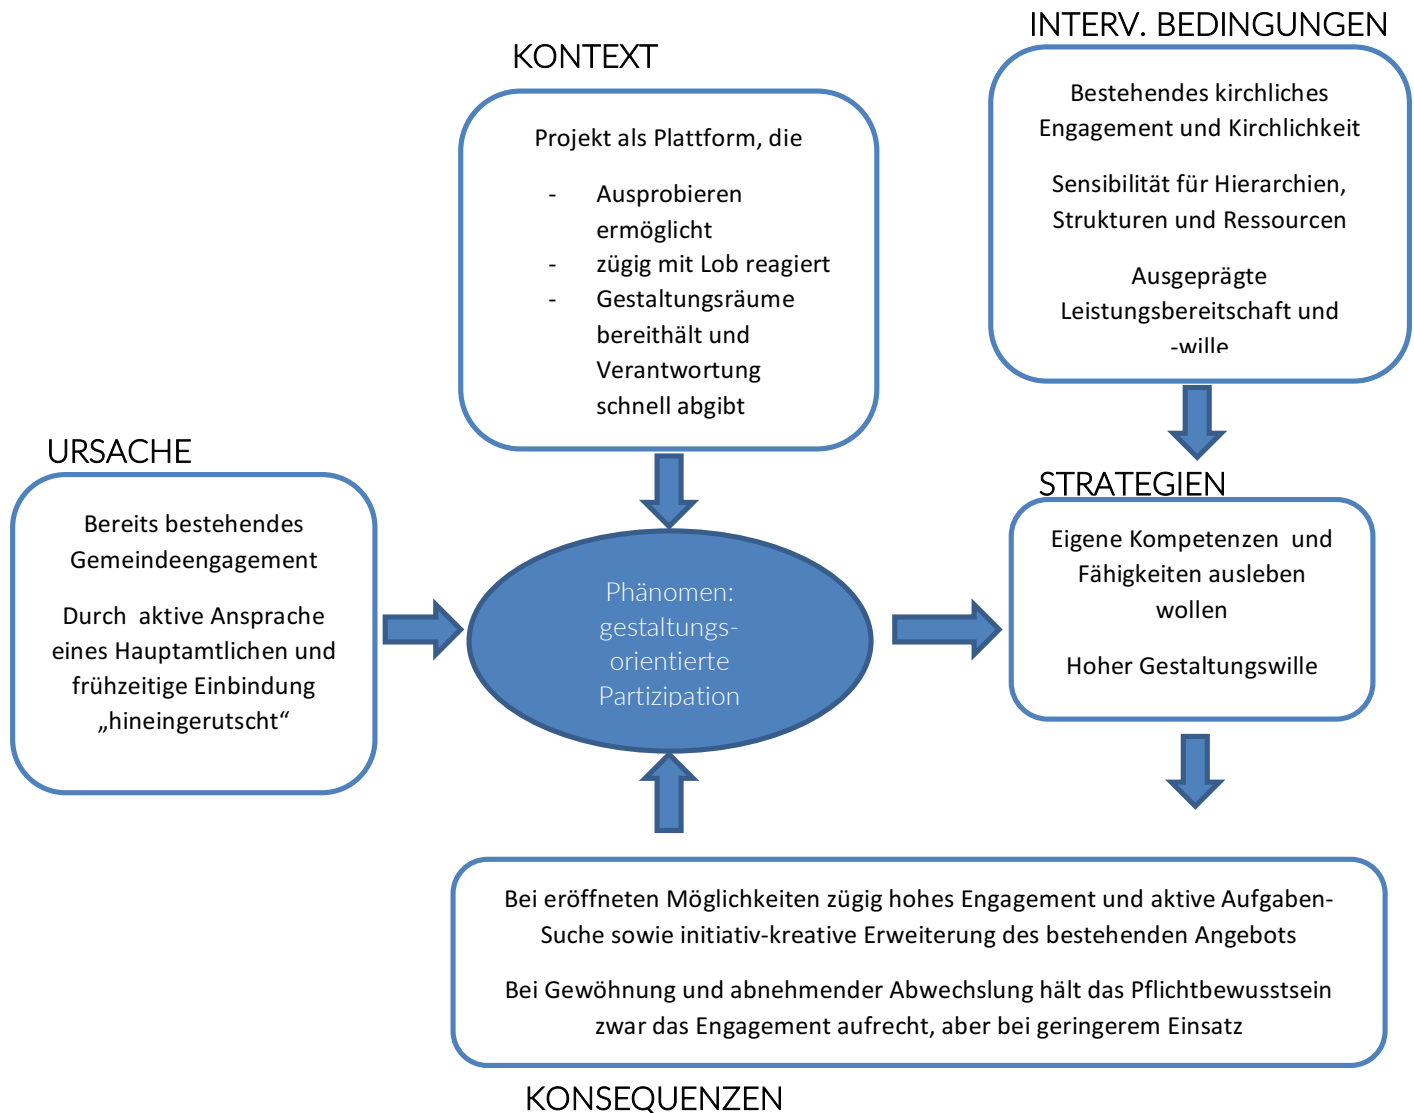 INTERV. BEDINGUNGEN
Bestehendes kirchliches
Engagement und Kirchlichkeit
Sensibilität für Hierarchien,
Strukturen und Ressourcen
Ausgeprägte
Leistungsbereitschaft und
-wille
KONTEXT
Projekt als Plattform, die
- Ausprobieren
ermöglicht
- zügig mit Lob reagiert
- Gestaltungsräume
bereithält und
Verantwortung
schnell abgibt
URSACHE
Bereits bestehendes
Gemeindeengagement
Durch aktive Ansprache
eines Hauptamtlichen und
frühzeitige Einbindung
„hineingerutscht“
Phänomen:
gestaltungs-
orientierte
Partizipation
STRATEGIEN
Eigene Kompetenzen und
Fähigkeiten ausleben
wollen
Hoher Gestaltungswille
Bei eröffneten Möglichkeiten zügig hohes Engagement und aktive Aufgaben-
Suche sowie initiativ-kreative Erweiterung des bestehenden Angebots
Bei Gewöhnung und abnehmender Abwechslung hält das Pflichtbewusstsein
zwar das Engagement aufrecht, aber bei geringerem Einsatz
KONSEQUENZEN